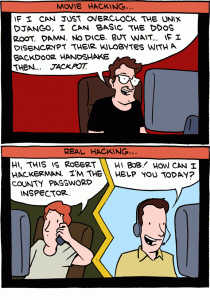 MOVIE HACKING...
IF I CAN JUST OVERCLOCK THE UNIX
DJANGO, I CAN BASIC THE DDOS
ROOT. DAMN. NO DICE. BUT WAIT... IF I
DISENCRYPT THEIR KILOBYTES WITH A
BACKDOOR HANDSHAKE
THEN... JACKPOT.
REAL HACKING...
HI, THIS IS ROBERT
HACKERMAN. I'M THE
COUNTY PASSWORD
INSPECTOR.
HI BOB! HOW CAN I
HELP YOU TODAY?